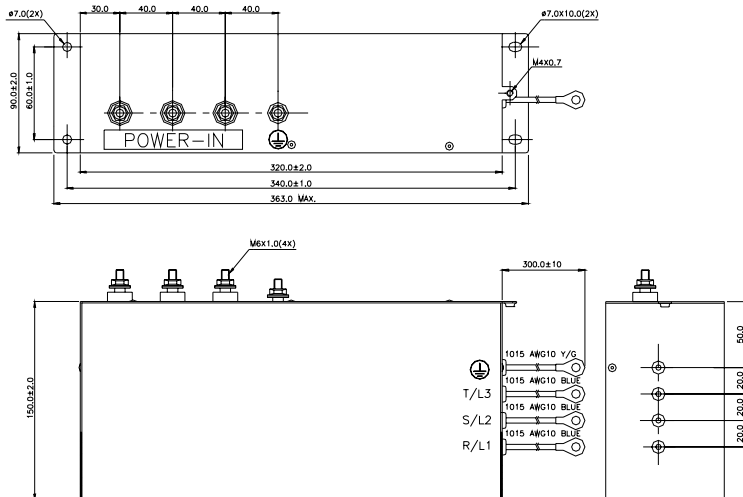 ø7.0(2X)
30.0
40.0
40.0
40.0
ø7.0X10.0(2X)
M4X0.7
90.0±2.0
60.0±1.0
POWER-IN
320.0±2.0
340.0±1.0
363.0 MAX.
M6X1.0(4X)
300.0±10
150.0±2.0
1015 AWG10 Y/G
1015 AWG10 BLUE
T/L3
1015 AWG10 BLUE
S/L2
1015 AWG10 BLUE
R/L1
50.0
20.0
20.0
20.0